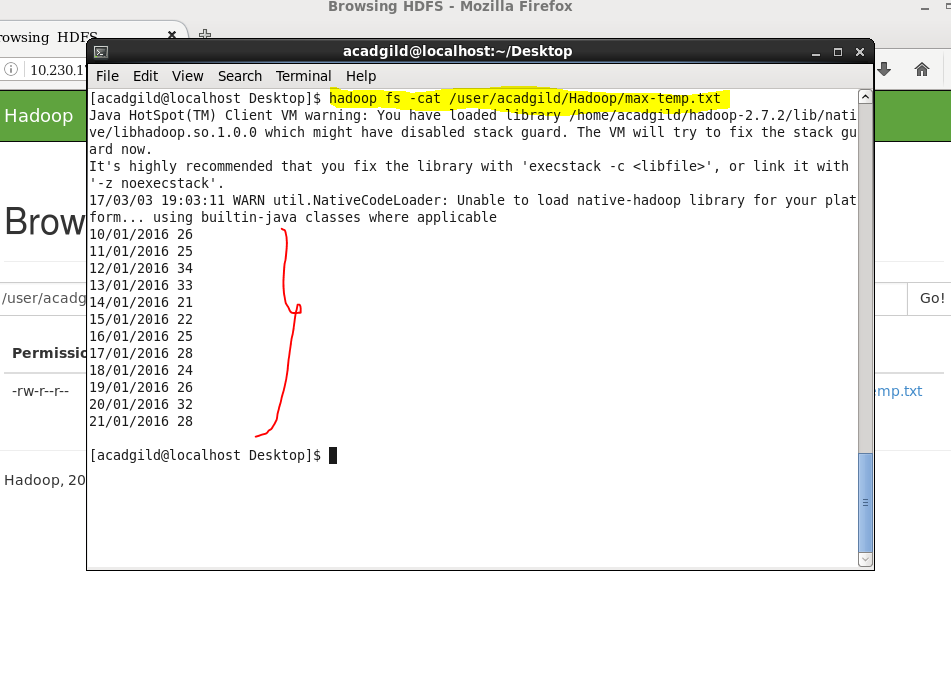 Browsing HDFS - Mozilla Firefox
rowsing HDFS
10.230.1
acadgild@localhost:~/Desktop
File Edit View Search Terminal Help
Hadoop
[acadgild@localhost Desktop]$ hadoop fs -cat /user/acadgild/Hadoop/max-temp.txt
Java HotSpot(TM) Client VM warning: You have loaded library /home/acadgild/hadoop-2.7.2/lib/nati
ve/libhadoop.so.1.0.0 which might have disabled stack guard. The VM will try to fix the stack gu
ard now.
It's highly recommended that you fix the library with 'execstack -c <libfile>', or link it with
'-z noexecstack'.
17/03/03 19:03:11 WARN util.NativeCodeLoader: Unable to load native-hadoop library for your plat
form... using builtin-java classes where applicable
10/01/2016 26
11/01/2016 25
12/01/2016 34
13/01/2016 33
14/01/2016 21
15/01/2016 22
16/01/2016 25
17/01/2016 28
18/01/2016 24
19/01/2016 26
20/01/2016 32
21/01/2016 28
[acadgild@localhost Desktop]$
Brow
/user/acadg
Go!
Permissio
-rw-r--r--
emp.txt
Hadoop, 20